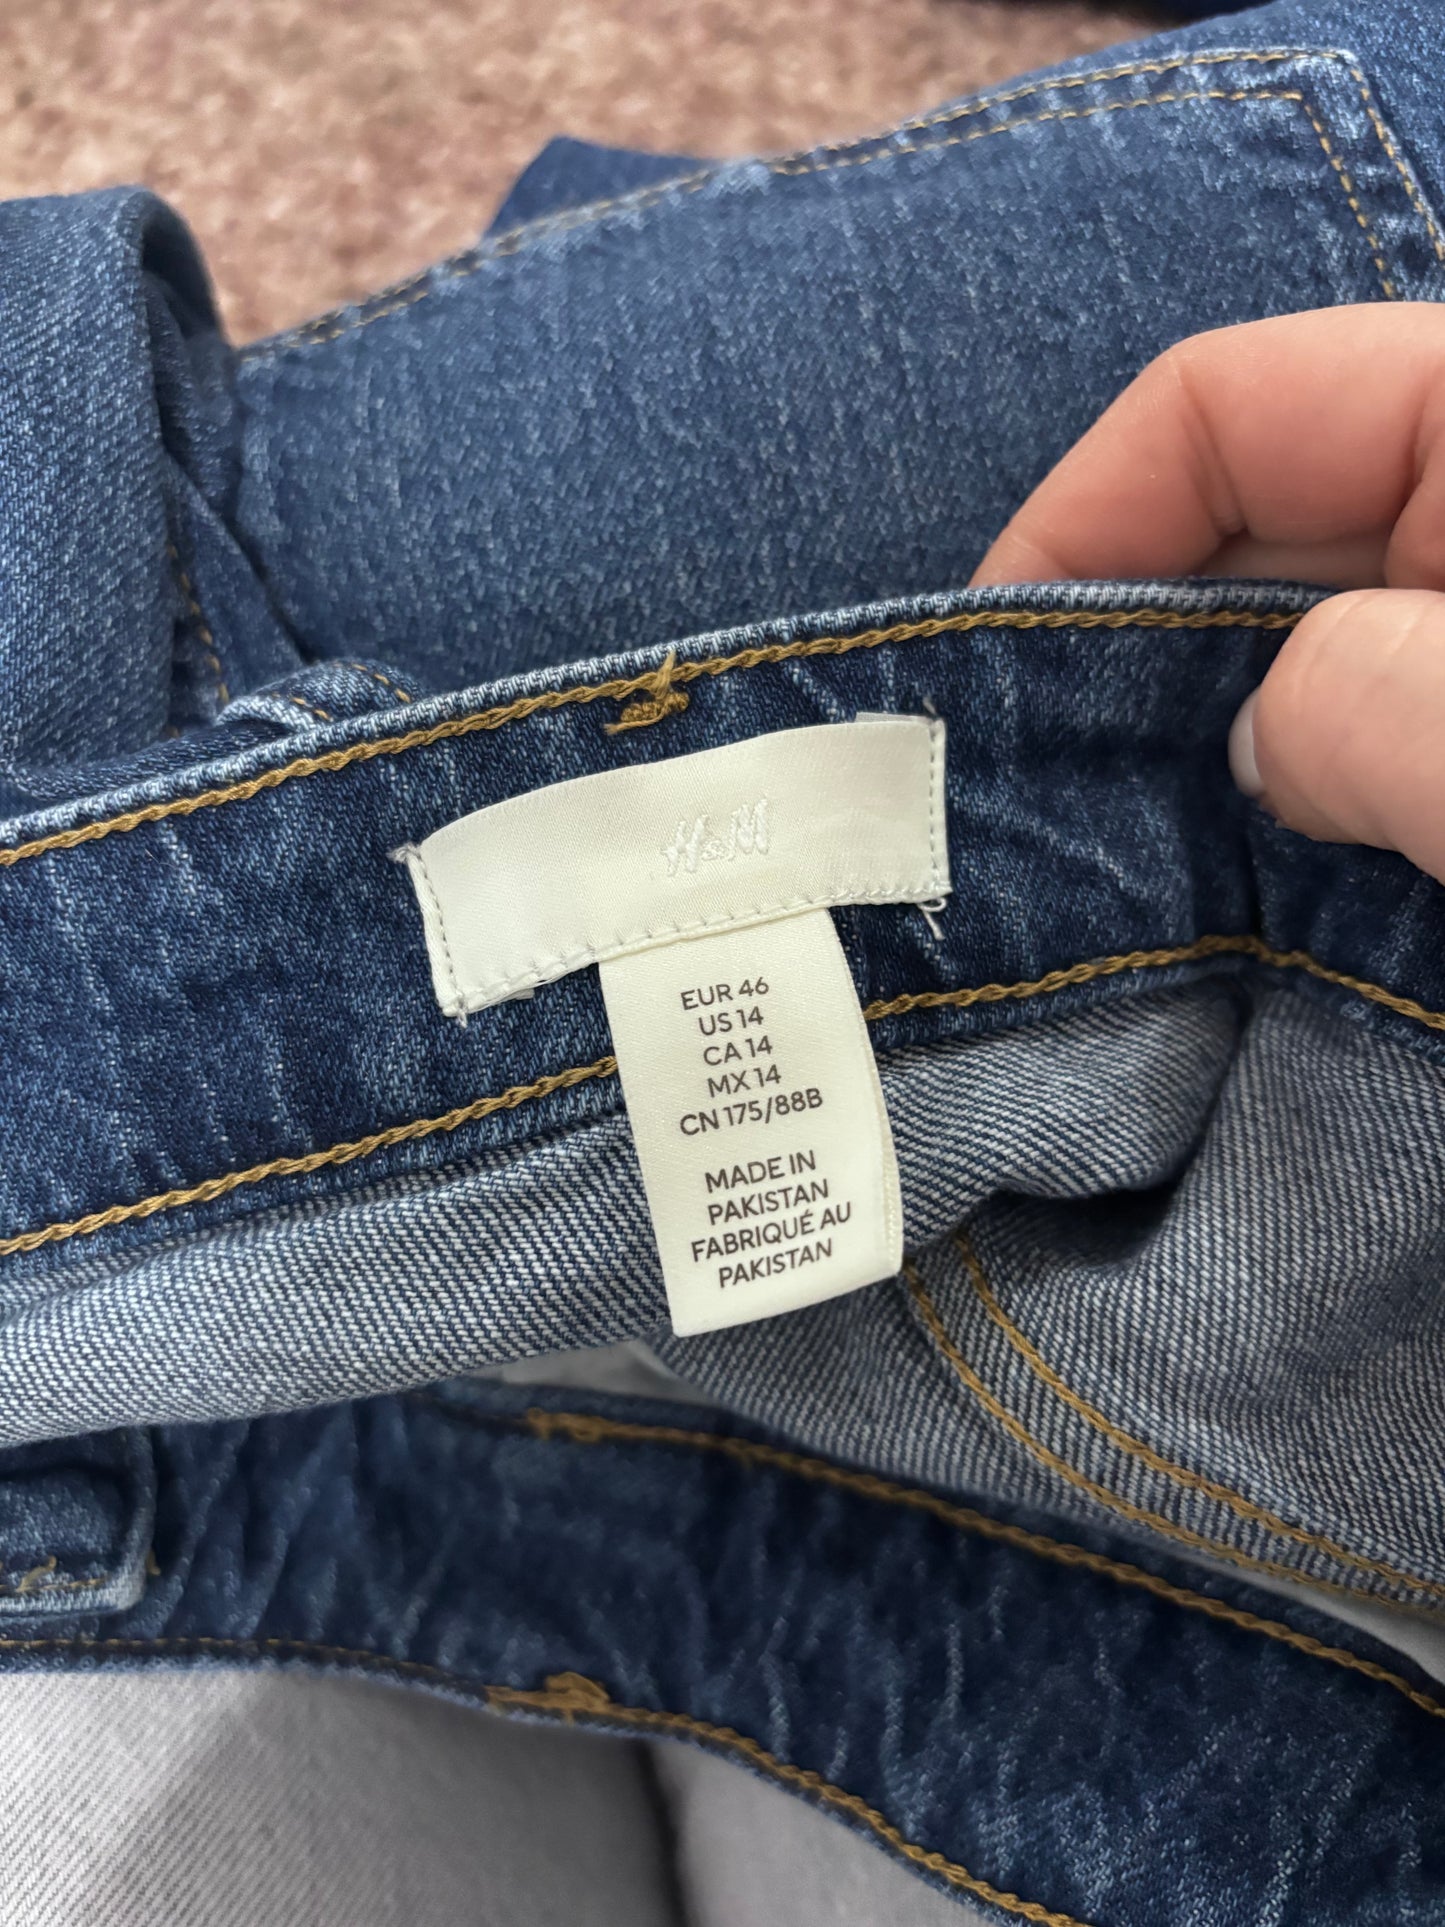 H&M
EUR 46
US 14
CA 14
MX 14
CN 175/88B
MADE IN
PAKISTAN
FABRIQUÉ AU
PAKISTAN